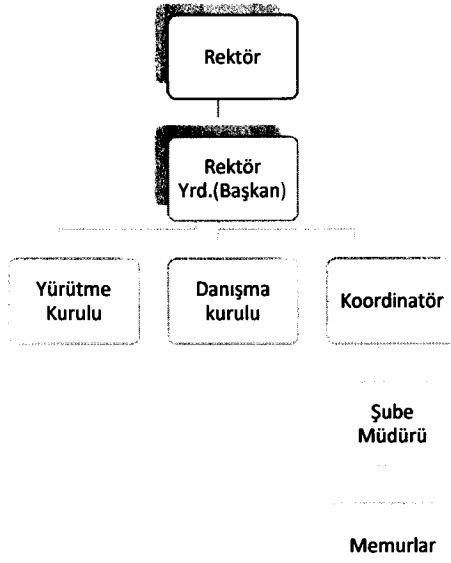 Rektör
Rektör
Yrd.(Başkan)
Yürütme
Kurulu
Danışma
kurulu
Koordinatör
Şube
Müdürü
Memurlar